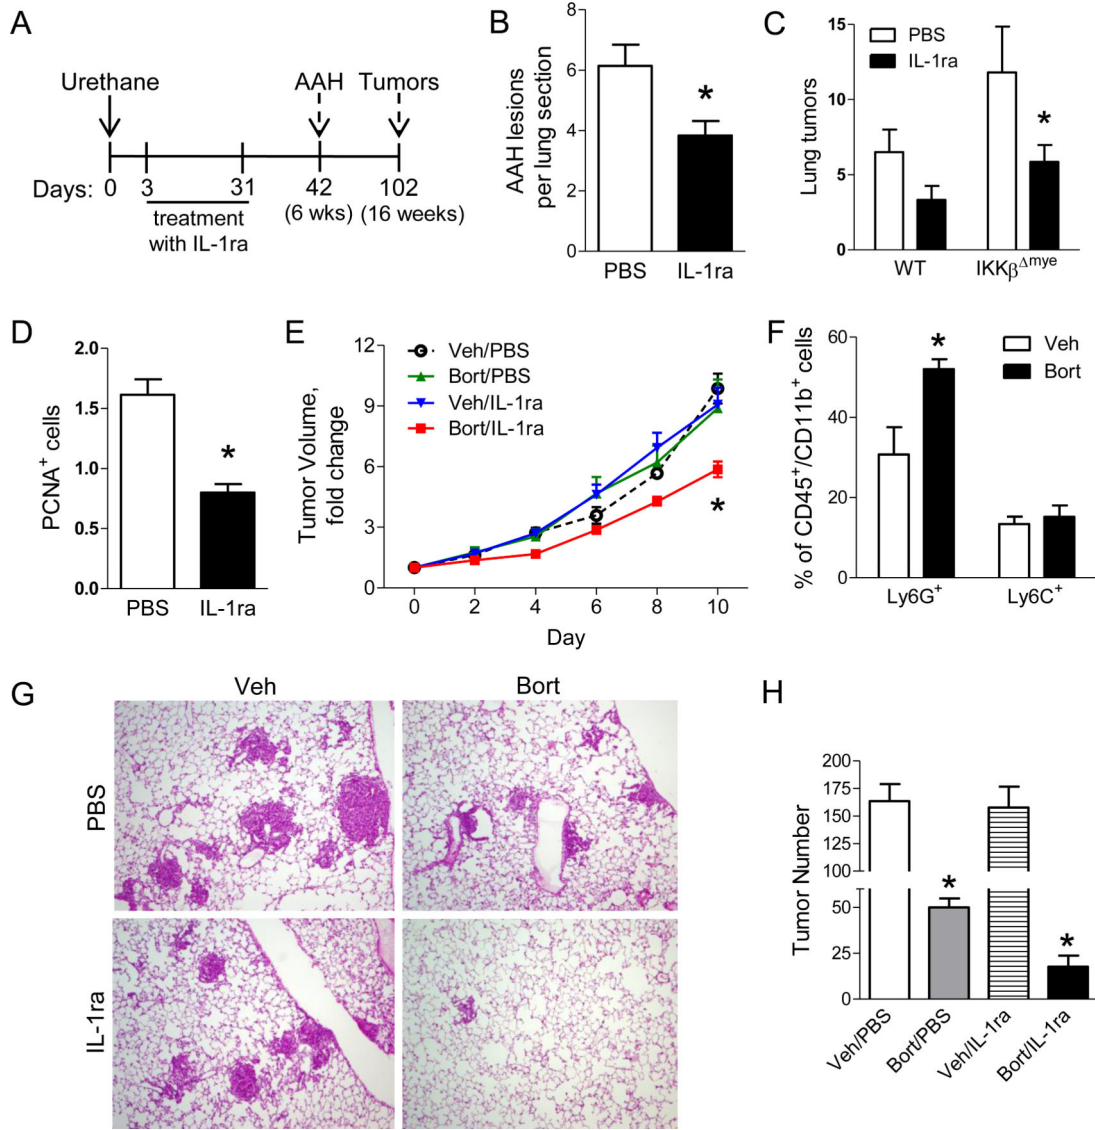 A
Urethane
AAH
Tumors
Days:
0
3
31
42
102
(6 wks)
(16 weeks)
treatment
with IL-1ra
B
AAH lesions
per lung section
8
6
4
2
0
*
PBS
IL-1ra
C
Lung tumors
15
10
5
0
PBS
IL-1ra
*
WT
IKKβΔmye
D
PCNA+ cells
2.0
1.5
1.0
0.5
0.0
*
PBS
IL-1ra
E
Tumor Volume,
fold change
12
9
6
3
0
Veh/PBS
Bort/PBS
Veh/IL-1ra
Bort/IL-1ra
*
0
2
4
6
8
10
Day
F
% of CD45+/CD11b+ cells
60
40
20
0
*
Veh
Bort
Ly6G+
Ly6C+
G
Veh
Bort
PBS
IL-1ra
H
Tumor Number
200
175
150
125
100
50
25
0
*
*
Veh/PBS
Bort/PBS
Veh/IL-1ra
Bort/IL-1ra